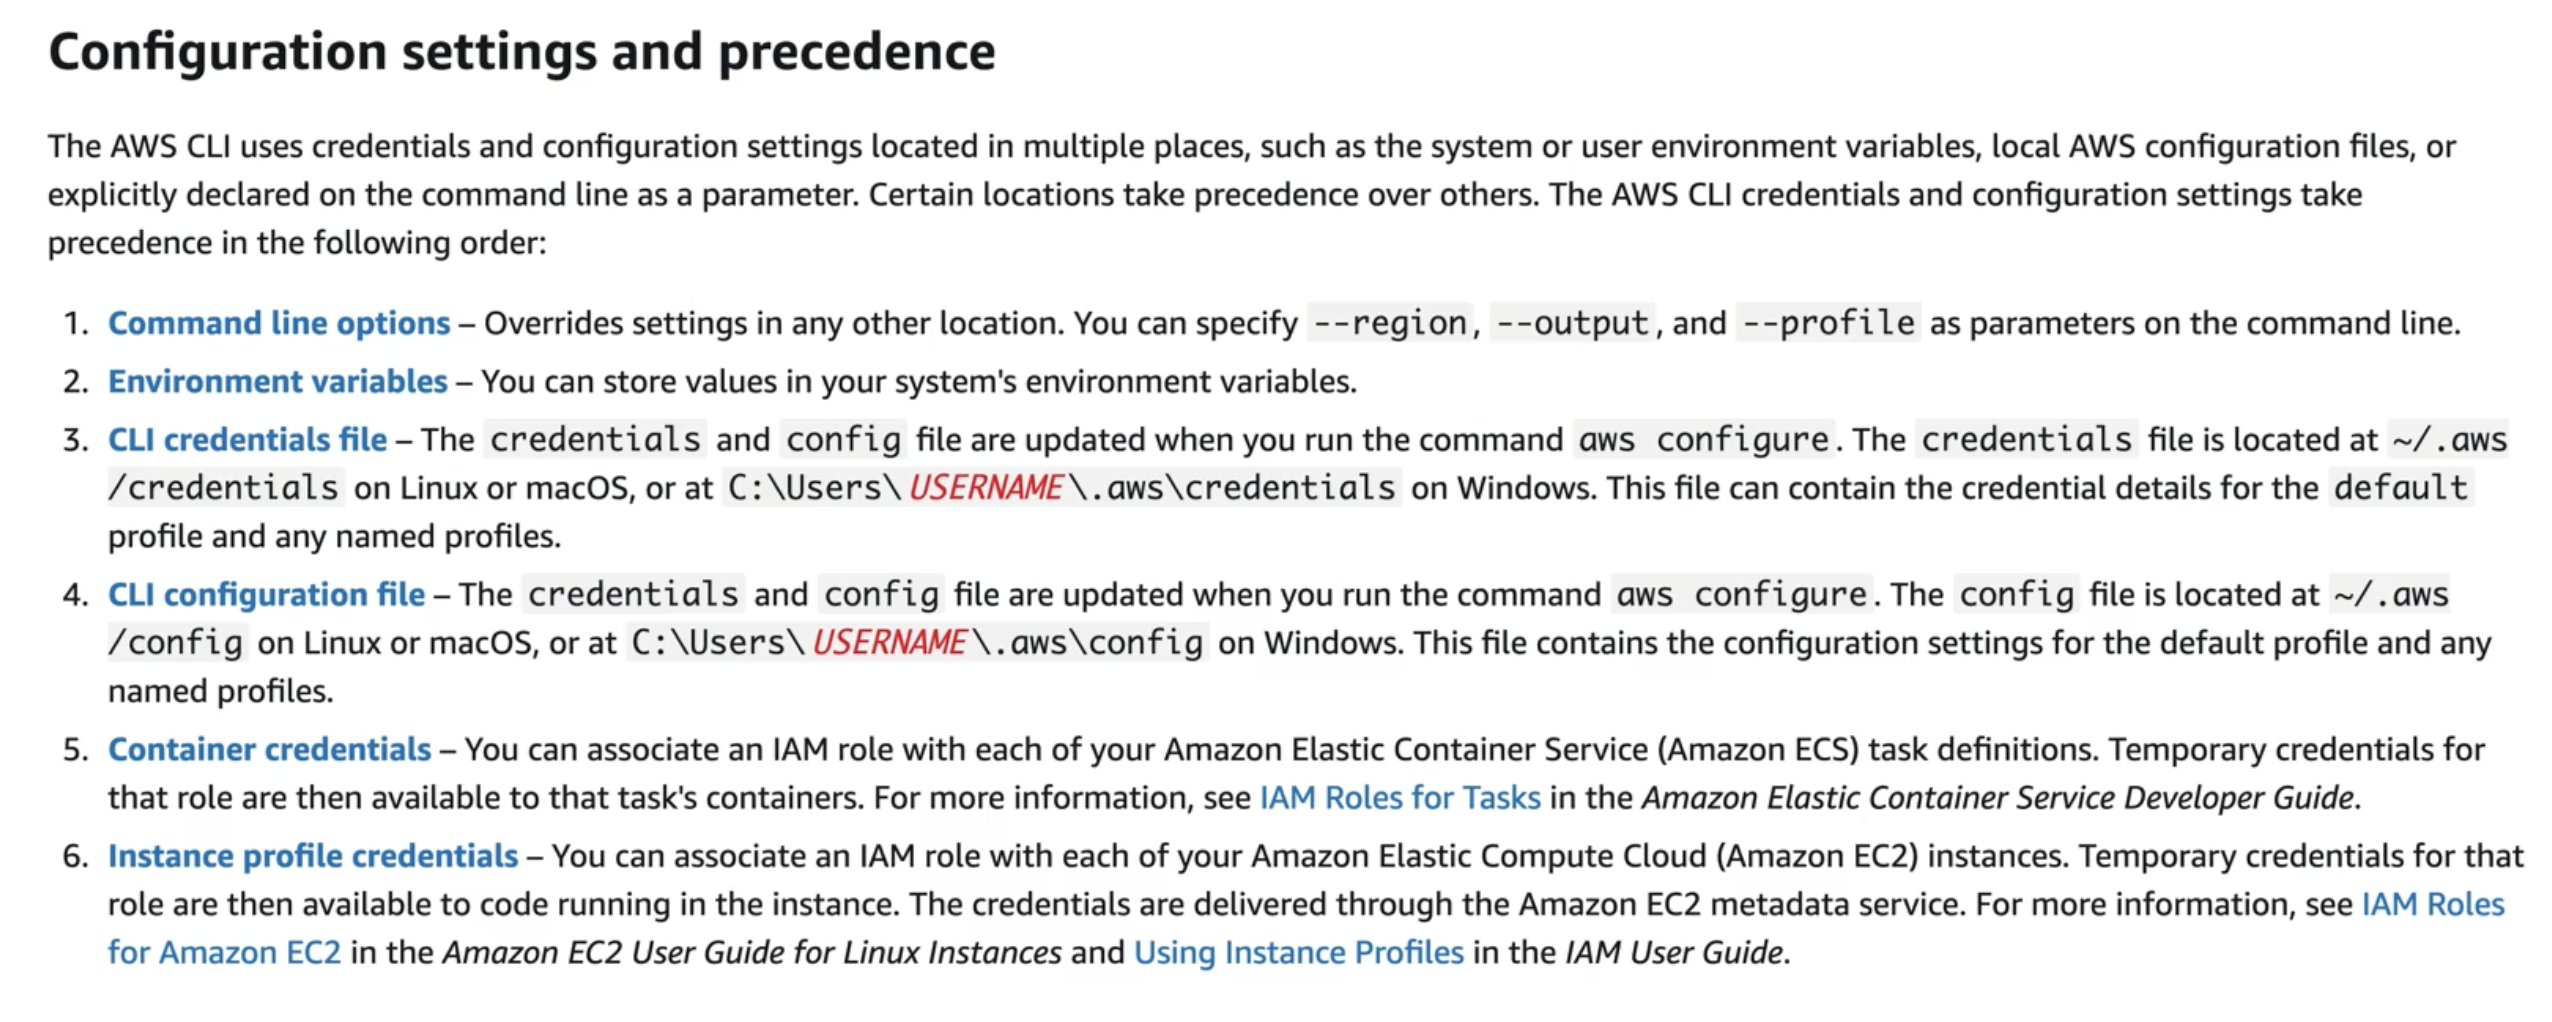 Configuration settings and precedence
The AWS CLI uses credentials and configuration settings located in multiple places, such as the system or user environment variables, local AWS configuration files, or
explicitly declared on the command line as a parameter. Certain locations take precedence over others. The AWS CLI credentials and configuration settings take
precedence in the following order:
1. Command line options – Overrides settings in any other location. You can specify --region, --output, and --profile as parameters on the command line.
2. Environment variables – You can store values in your system's environment variables.
3. CLI credentials file – The credentials and config file are updated when you run the command aws configure. The credentials file is located at ~/.aws
/credentials on Linux or macOS, or at C:\Users\USERNAME\.aws\credentials on Windows. This file can contain the credential details for the default
profile and any named profiles.
4. CLI configuration file – The credentials and config file are updated when you run the command aws configure. The config file is located at ~/.aws
/config on Linux or macOS, or at C:\Users\USERNAME\.aws\config on Windows. This file contains the configuration settings for the default profile and any
named profiles.
5. Container credentials – You can associate an IAM role with each of your Amazon Elastic Container Service (Amazon ECS) task definitions. Temporary credentials for
that role are then available to that task's containers. For more information, see IAM Roles for Tasks in the Amazon Elastic Container Service Developer Guide.
6. Instance profile credentials – You can associate an IAM role with each of your Amazon Elastic Compute Cloud (Amazon EC2) instances. Temporary credentials for that
role are then available to code running in the instance. The credentials are delivered through the Amazon EC2 metadata service. For more information, see IAM Roles
for Amazon EC2 in the Amazon EC2 User Guide for Linux Instances and Using Instance Profiles in the IAM User Guide.